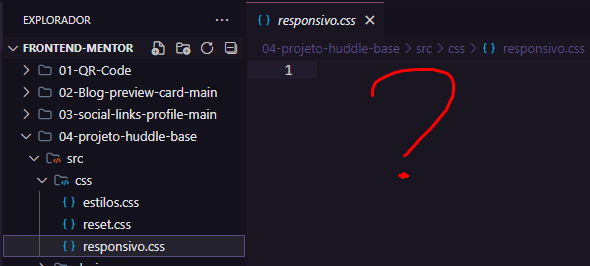 EXPLORADOR
FRONTEND-MENTOR
01-QR-Code
02-Blog-preview-card-main
03-social-links-profile-main
04-projeto-huddle-base
src
css
{ } estilos.css
{ } reset.css
{ } responsivo.css
{ } responsivo.css
04-projeto-huddle-base > src > css > { } responsivo.css
1
?